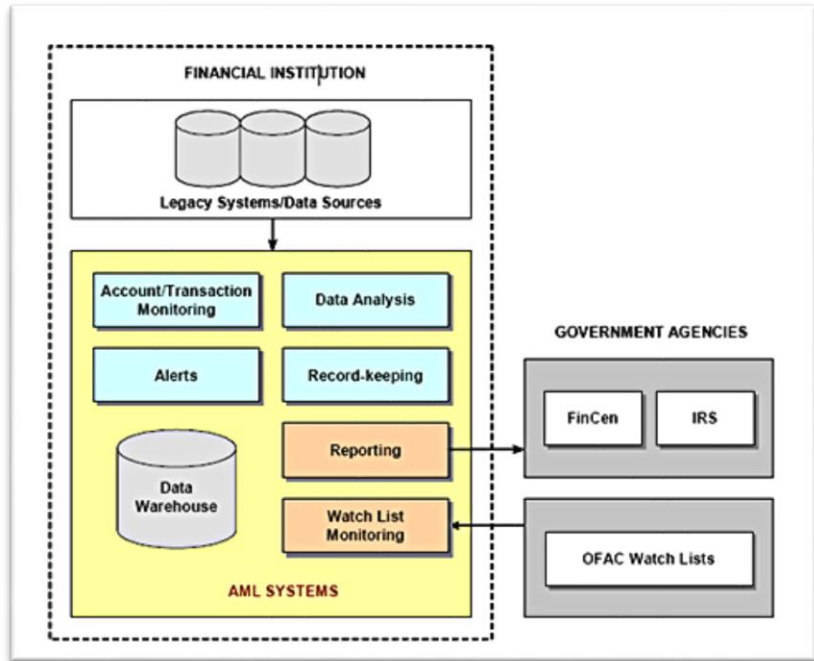 FINANCIAL INSTITUTION
Legacy Systems/Data Sources
Account/Transaction
Monitoring
Data Analysis
Alerts
Record-keeping
Data
Warehouse
Reporting
Watch List
Monitoring
AML SYSTEMS
GOVERNMENT AGENCIES
FinCen
IRS
OFAC Watch Lists